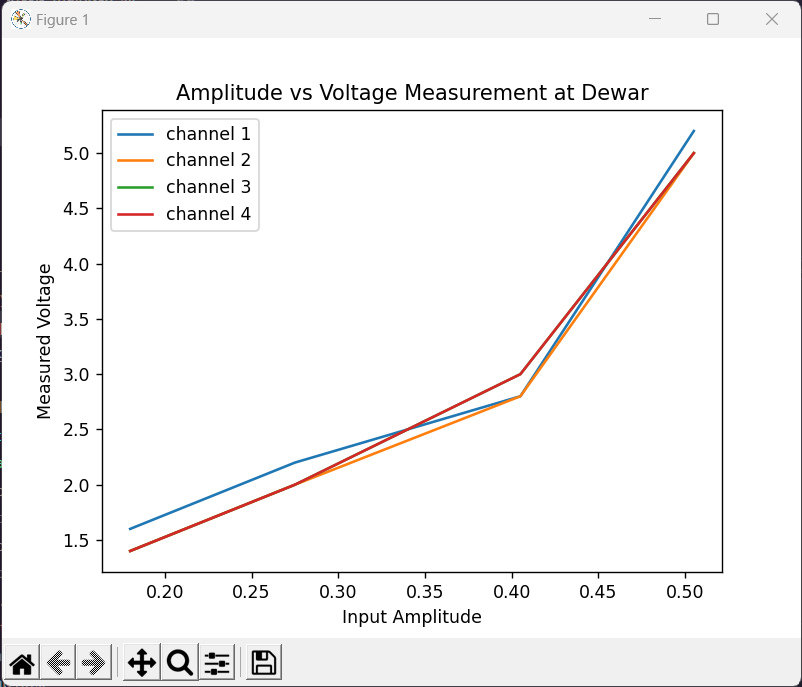 Figure 1
Amplitude vs Voltage Measurement at Dewar
channel 1
channel 2
channel 3
channel 4
5.0
4.5
4.0
3.5
3.0
2.5
2.0
1.5
Measured Voltage
0.20 0.25 0.30 0.35 0.40 0.45 0.50
Input Amplitude